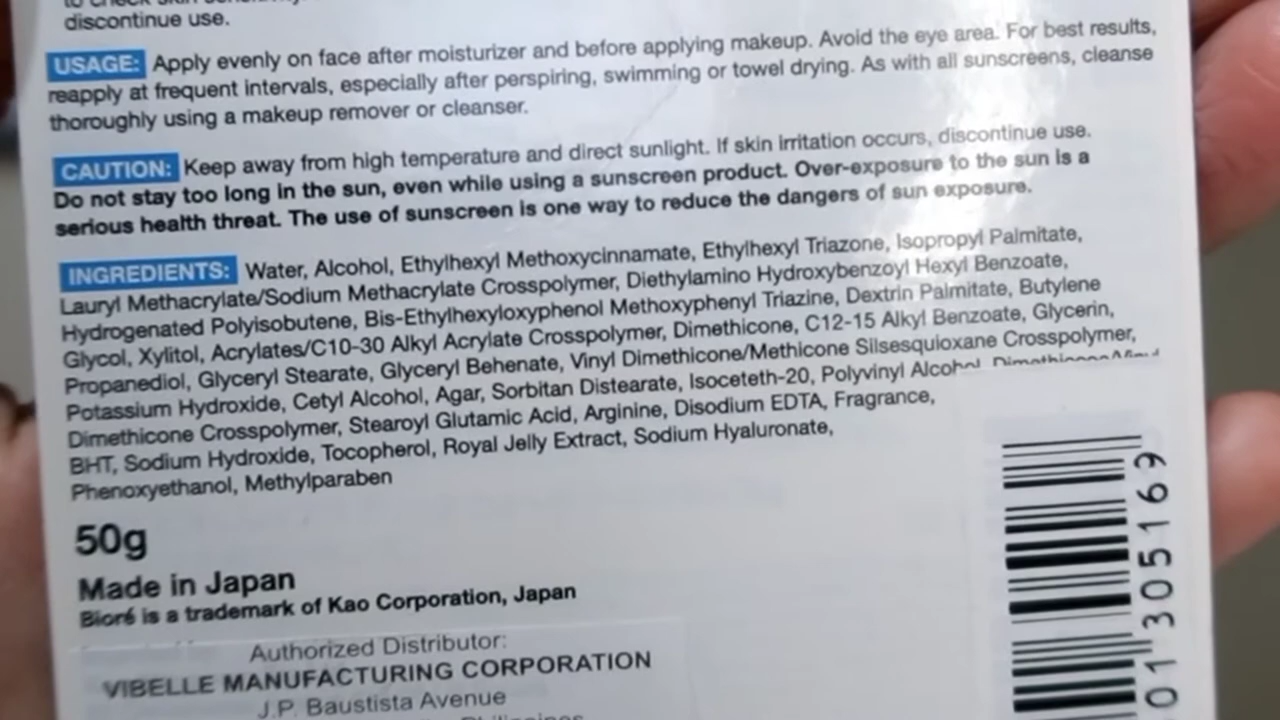 to check skin
discontinue use.
USAGE: Apply evenly on face after moisturizer and before applying makeup. Avoid the eye area. For best results,
reapply at frequent intervals, especially after perspiring, swimming or towel drying. As with all sunscreens, cleanse
thoroughly using a makeup remover or cleanser.
CAUTION: Keep away from high temperature and direct sunlight. If skin irritation occurs, discontinue use.
Do not stay too long in the sun, even while using a sunscreen product. Over-exposure to the sun is a
serious health threat. The use of sunscreen is one way to reduce the dangers of sun exposure.
INGREDIENTS: Water, Alcohol, Ethylhexyl Methoxycinnamate, Ethylhexyl Triazone, Isopropyl Palmitate,
Lauryl Methacrylate/Sodium Methacrylate Crosspolymer, Diethylamino Hydroxybenzoyl Hexyl Benzoate,
Hydrogenated Polyisobutene, Bis-Ethylhexyloxyphenol Methoxyphenyl Triazine, Dextrin Palmitate, Butylene
Glycol, Xylitol, Acrylates/C10-30 Alkyl Acrylate Crosspolymer, Dimethicone, C12-15 Alkyl Benzoate, Glycerin,
Propanediol, Glyceryl Stearate, Glyceryl Behenate, Vinyl Dimethicone/Methicone Silsesquioxane Crosspolymer,
Potassium Hydroxide, Cetyl Alcohol, Agar, Sorbitan Distearate, Isoceteth-20, Polyvinyl Alcohol, Dimethicone/Vinyl
Dimethicone Crosspolymer, Stearoyl Glutamic Acid, Arginine, Disodium EDTA, Fragrance,
BHT, Sodium Hydroxide, Tocopherol, Royal Jelly Extract, Sodium Hyaluronate,
Phenoxyethanol, Methylparaben
50g
Made in Japan
Bioré is a trademark of Kao Corporation, Japan
Authorized Distributor:
VIBELLE MANUFACTURING CORPORATION
J.P. Baustista Avenue
Philippines
01305169